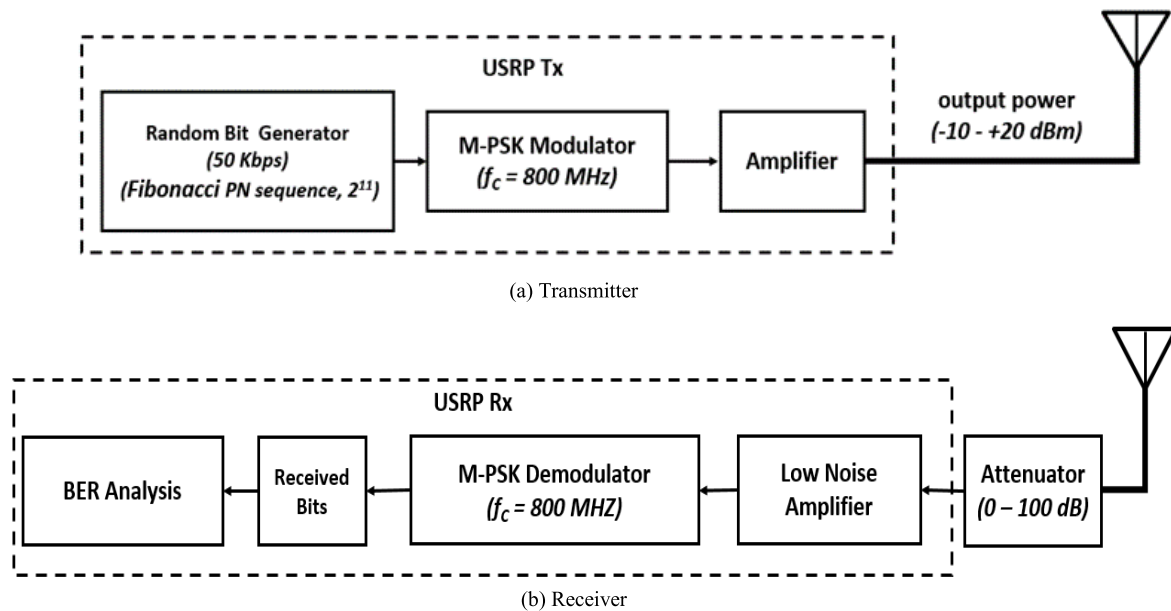 USRP Tx
Random Bit Generator
(50 Kbps)
(Fibonacci PN sequence, 2¹¹)
M-PSK Modulator
(f_c = 800 MHz)
Amplifier
output power
(-10 - +20 dBm)
(a) Transmitter
USRP Rx
BER Analysis
Received
Bits
M-PSK Demodulator
(f_c = 800 MHZ)
Low Noise
Amplifier
Attenuator
(0 – 100 dB)
(b) Receiver